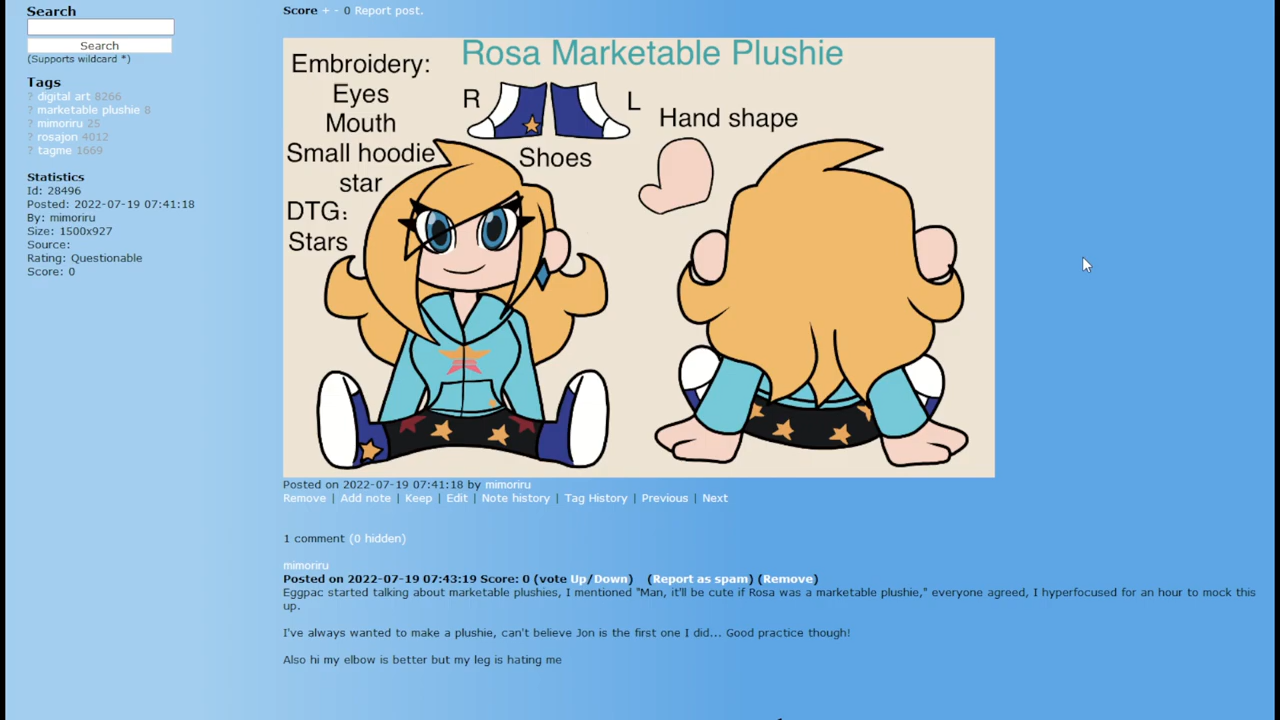 Search
Search
(Supports wildcard *)
Tags
? digital art 8266
? marketable plushie 8
? mimoriru 25
? rosajon 4012
? tagme 1669
Statistics
Id: 28496
Posted: 2022-07-19 07:41:18
By: mimoriru
Size: 1500x927
Source:
Rating: Questionable
Score: 0
Score + - 0 Report post.
Rosa Marketable Plushie
Embroidery:
Eyes
Mouth
Small hoodie
star
DTG:
Stars
R
L
Shoes
Hand shape
Posted on 2022-07-19 07:41:18 by mimoriru
Remove | Add note | Keep | Edit | Note history | Tag History | Previous | Next
1 comment (0 hidden)
mimoriru
Posted on 2022-07-19 07:43:19 Score: 0 (vote Up/Down) (Report as spam) (Remove)
Eggpac started talking about marketable plushies, I mentioned "Man, it'll be cute if Rosa was a marketable plushie," everyone agreed, I hyperfocused for an hour to mock this
up.
I've always wanted to make a plushie, can't believe Jon is the first one I did... Good practice though!
Also hi my elbow is better but my leg is hating me